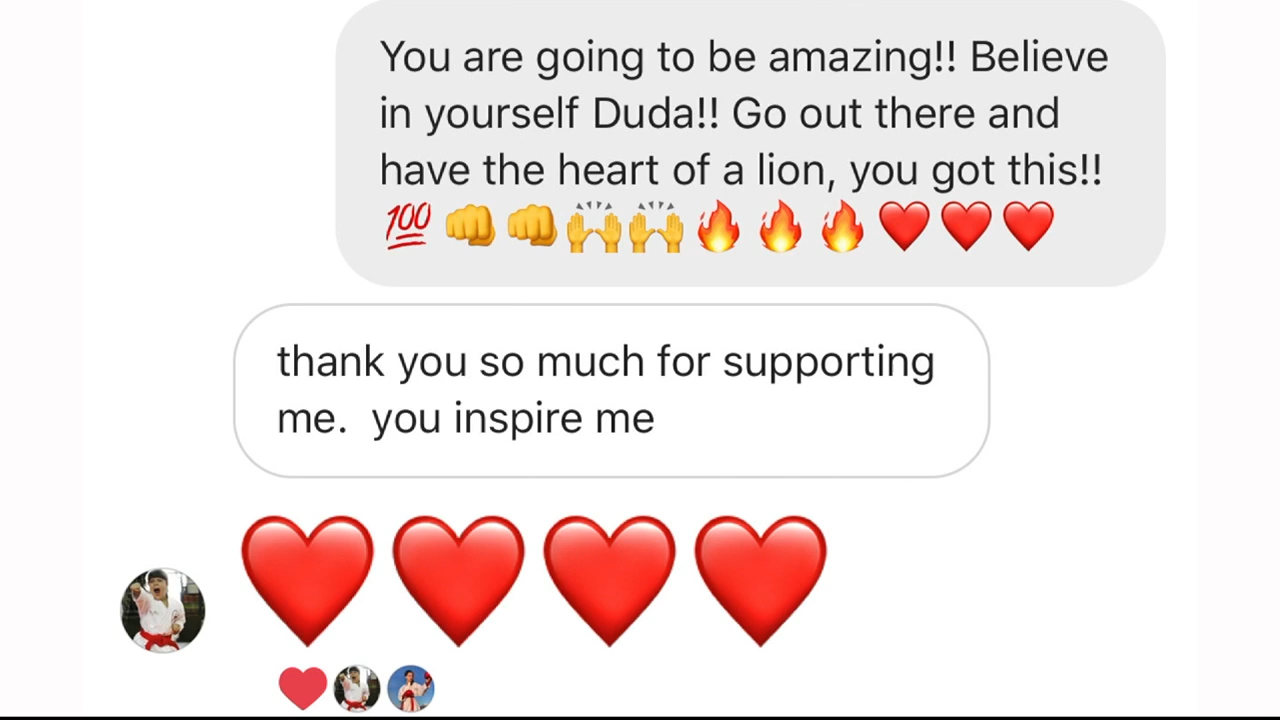 You are going to be amazing!! Believe
in yourself Duda!! Go out there and
have the heart of a lion, you got this!!
💯👊👊🙌🙌🔥🔥🔥❤️❤️❤️
thank you so much for supporting
me.  you inspire me
❤️❤️❤️❤️